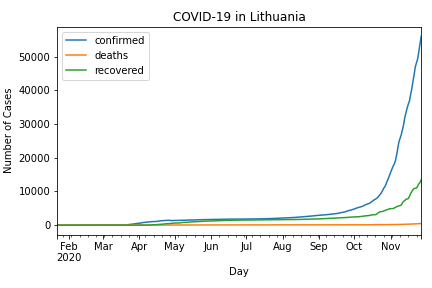 COVID-19 in Lithuania
confirmed
deaths
recovered
Number of Cases
50000
40000
30000
20000
10000
0
Feb Mar Apr May Jun Jul Aug Sep Oct Nov
2020
Day